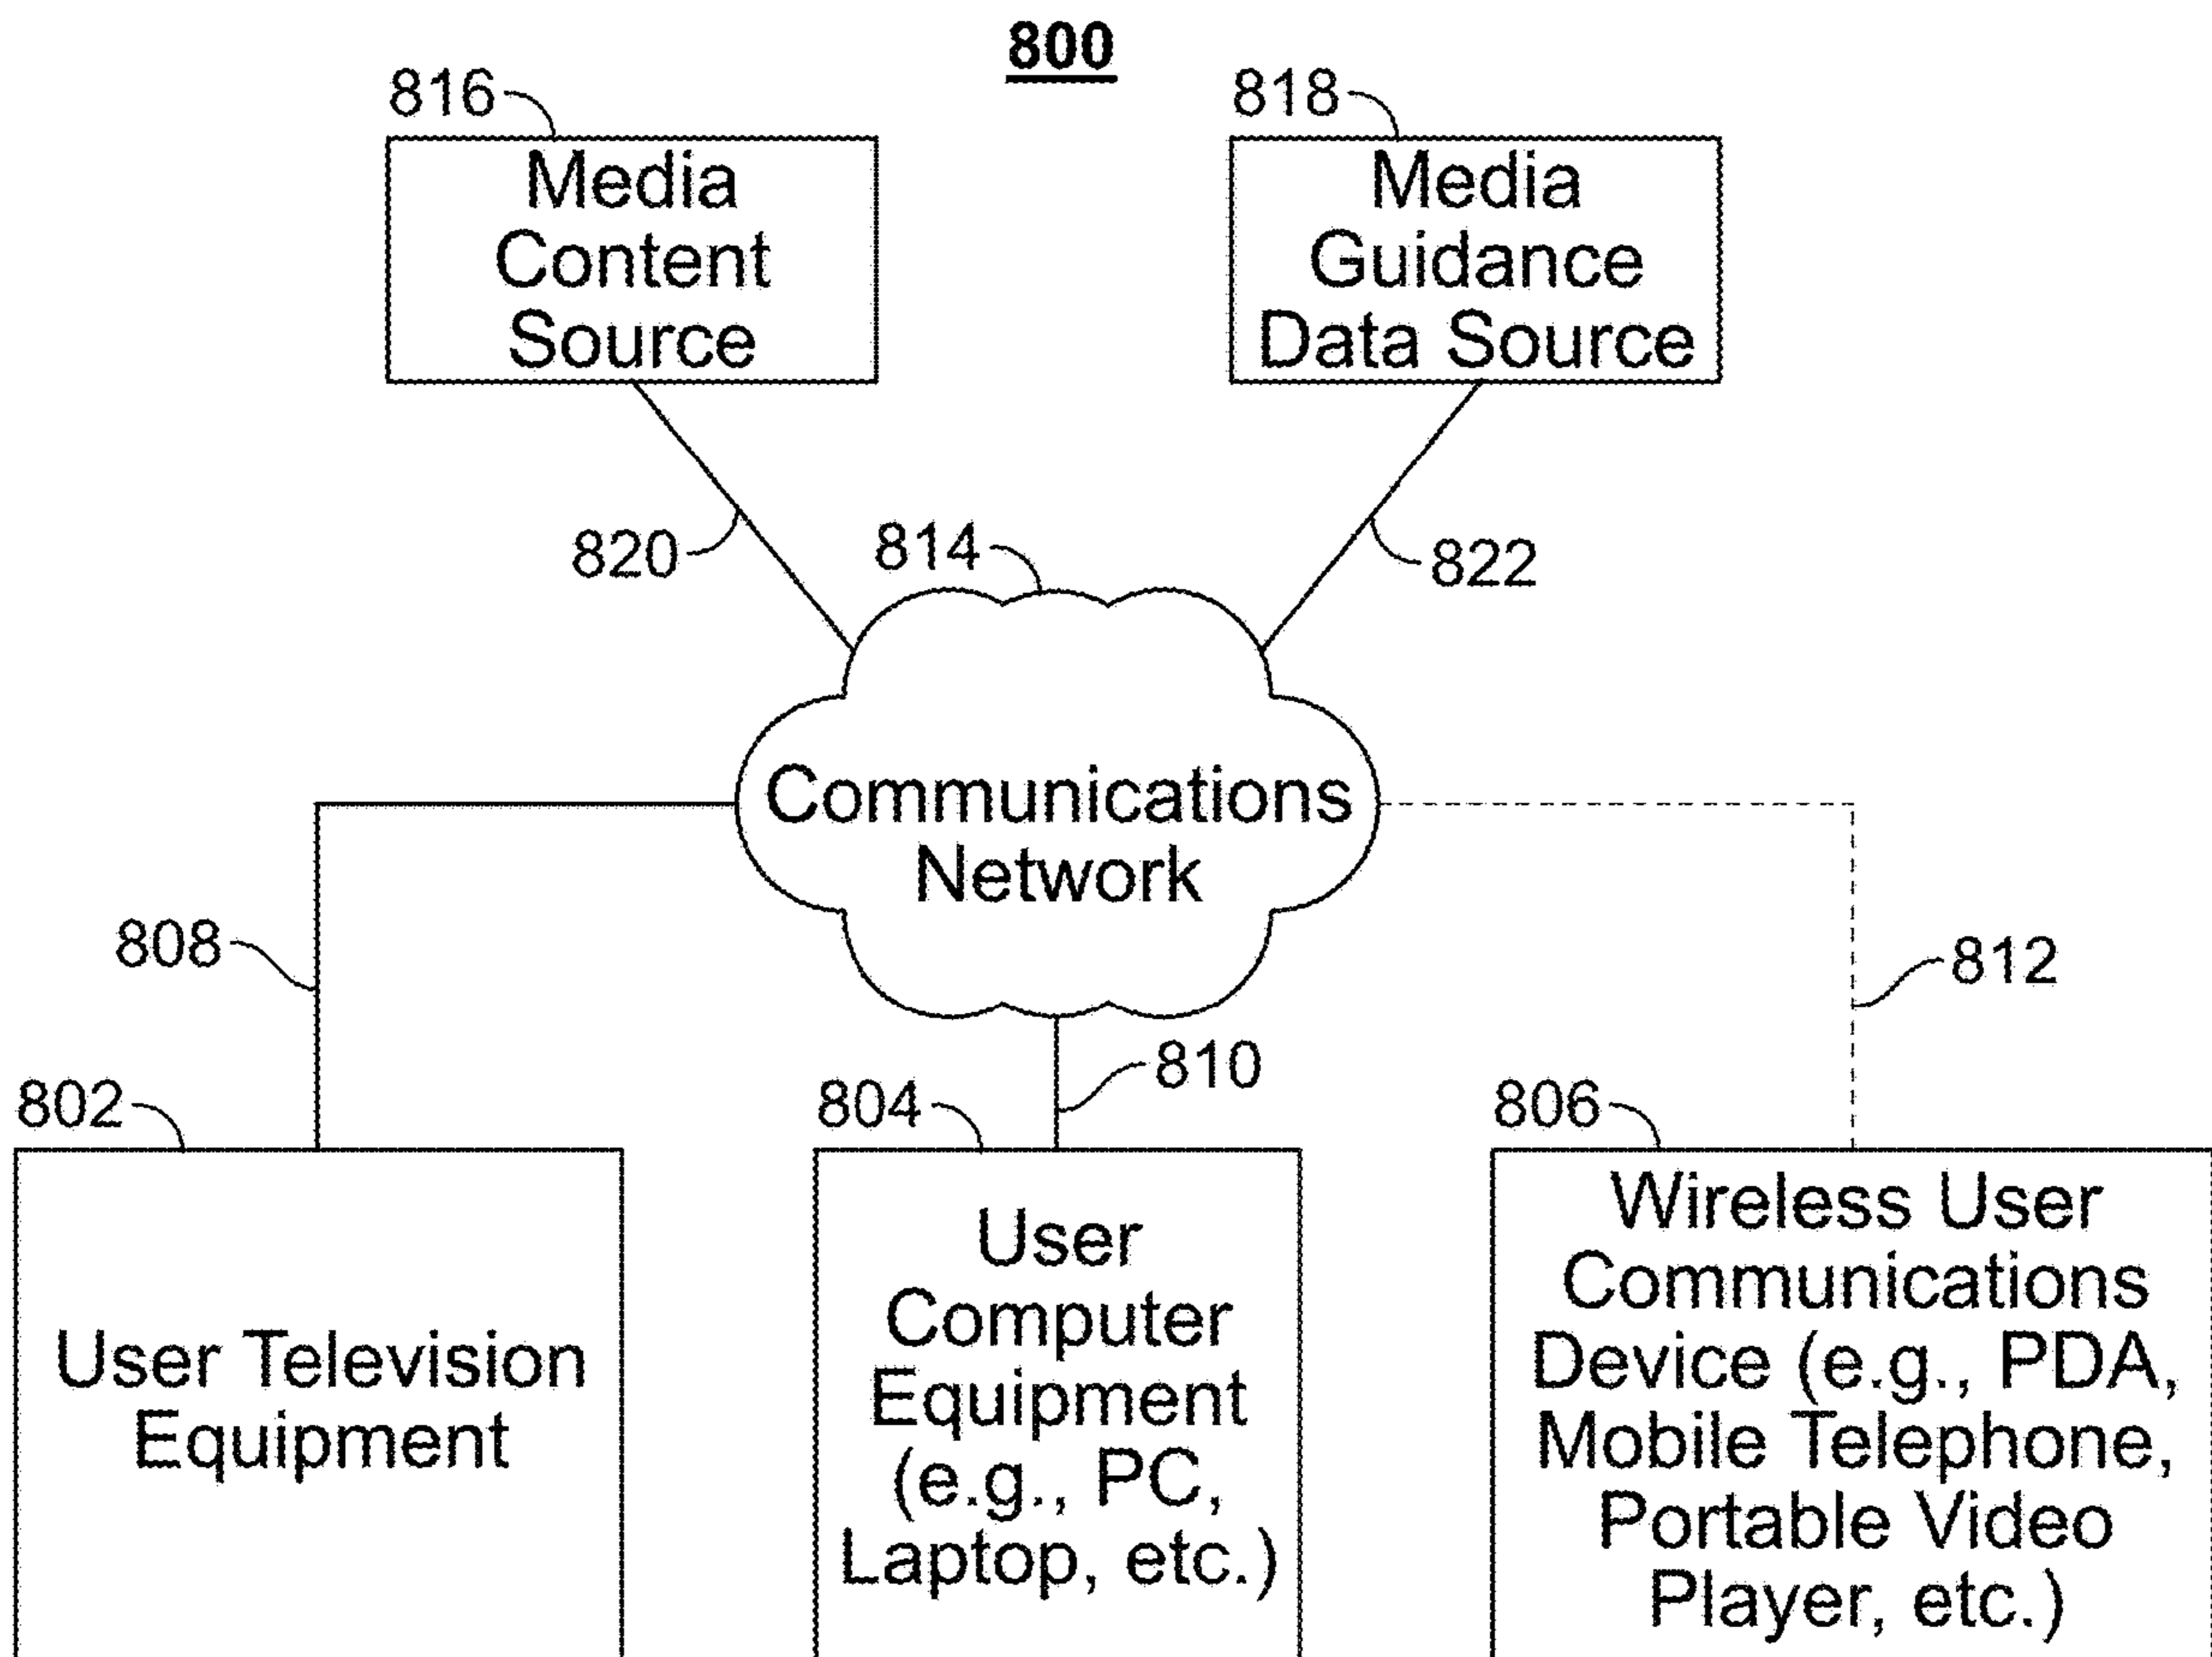 800
816
818
Media
Content
Source
Media
Guidance
Data Source
820
814
822
Communications
Network
808
812
810
802
804
806
User Television
Equipment
User
Computer
Equipment
(e.g., PC,
Laptop, etc.)
Wireless User
Communications
Device (e.g., PDA,
Mobile Telephone,
Portable Video
Player, etc.)